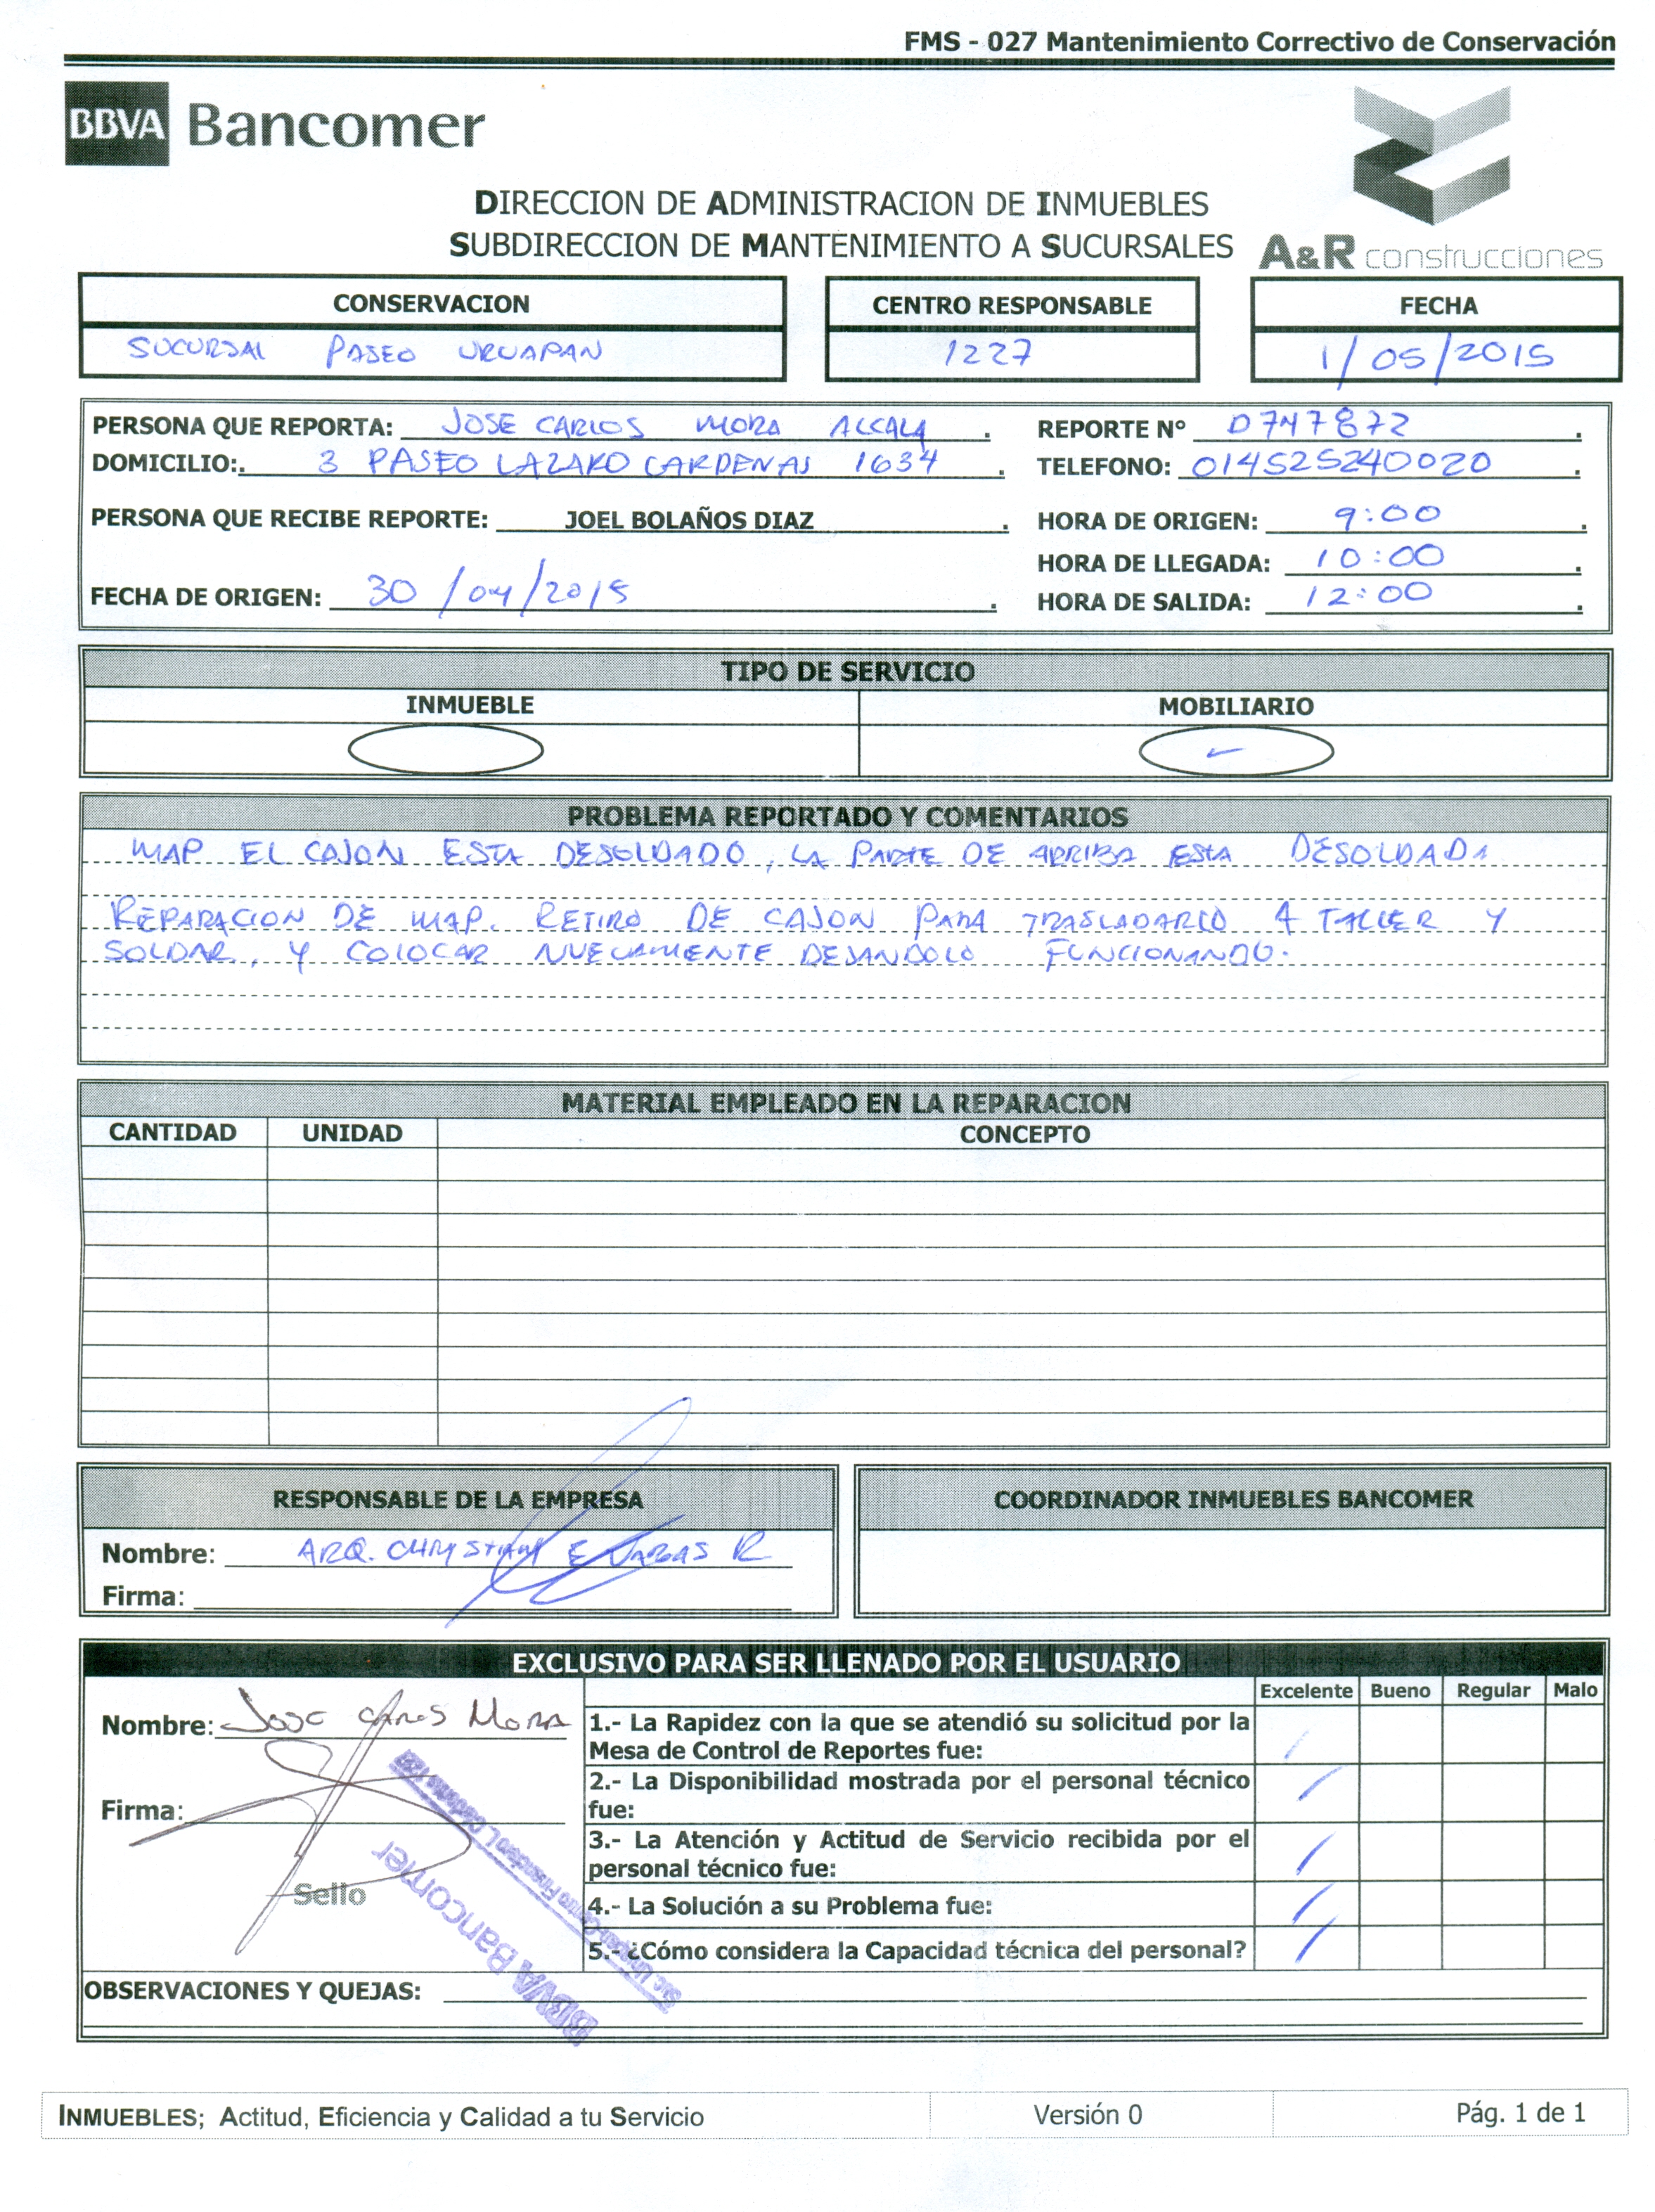 FMS - 027 Mantenimiento Correctivo de Conservación
BBVA Bancomer
DIRECCION DE ADMINISTRACION DE INMUEBLES
SUBDIRECCION DE MANTENIMIENTO A SUCURSALES
A&R construcciones
CONSERVACION CENTRO RESPONSABLE FECHA
SUCURSAL PASEO URUAPAN 1227 1/05/2015
PERSONA QUE REPORTA: JOSE CARLOS MORA ALCALA. REPORTE Nº 0747872.
DOMICILIO:. 3 PASEO LAZARO CARDENAS 1634. TELEFONO: 014525240020.
PERSONA QUE RECIBE REPORTE: JOEL BOLAÑOS DIAZ. HORA DE ORIGEN: 9:00.
HORA DE LLEGADA: 10:00.
FECHA DE ORIGEN: 30/04/2015. HORA DE SALIDA: 12:00.
TIPO DE SERVICIO
INMUEBLE MOBILIARIO
PROBLEMA REPORTADO Y COMENTARIOS
MAP EL CAJON ESTA DESOLDADO, LA PARTE DE ARRIBA ESTA DESOLDADA
REPARACION DE MAP. RETIRO DE CAJON PARA TRASLADARLO A TALLER Y
SOLDAR, Y COLOCAR NUEVAMENTE DEJANDOLO FUNCIONANDO.
MATERIAL EMPLEADO EN LA REPARACION
CANTIDAD UNIDAD CONCEPTO
RESPONSABLE DE LA EMPRESA COORDINADOR INMUEBLES BANCOMER
Nombre: ARQ. CHRYSTIAN E VARGAS R
Firma:
EXCLUSIVO PARA SER LLENADO POR EL USUARIO
Excelente Bueno Regular Malo
Nombre: JOSE CARLOS MORA
1.- La Rapidez con la que se atendió su solicitud por la
Mesa de Control de Reportes fue:
2.- La Disponibilidad mostrada por el personal técnico
fue:
Firma:
3.- La Atención y Actitud de Servicio recibida por el
personal técnico fue:
Sello
4.- La Solución a su Problema fue:
5.- ¿Cómo considera la Capacidad técnica del personal?
BBVA Bancomer
OBSERVACIONES Y QUEJAS:
INMUEBLES; Actitud, Eficiencia y Calidad a tu Servicio Versión 0 Pág. 1 de 1